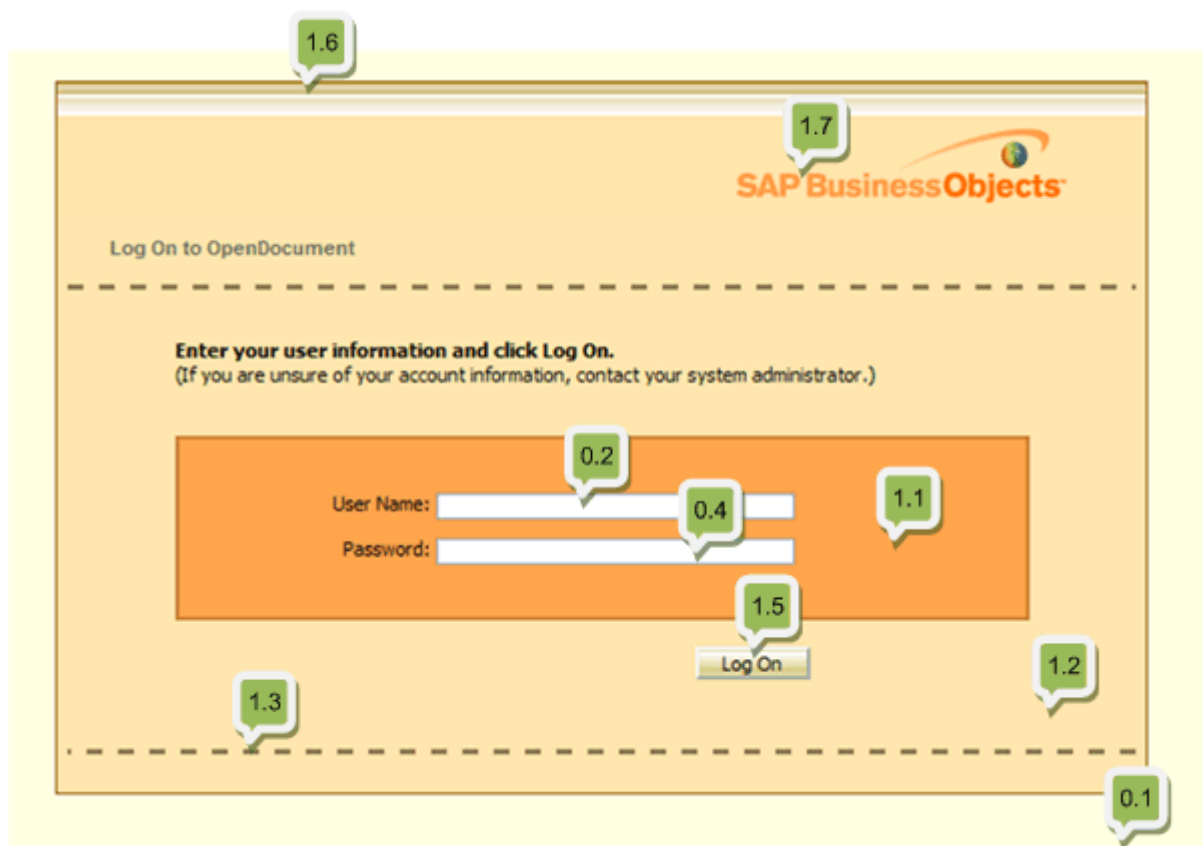 1.6
1.7
SAP BusinessObjects™
Log On to OpenDocument
Enter your user information and click Log On.
(If you are unsure of your account information, contact your system administrator.)
0.2
User Name:
0.4
1.1
Password:
1.5
Log On
1.2
1.3
0.1